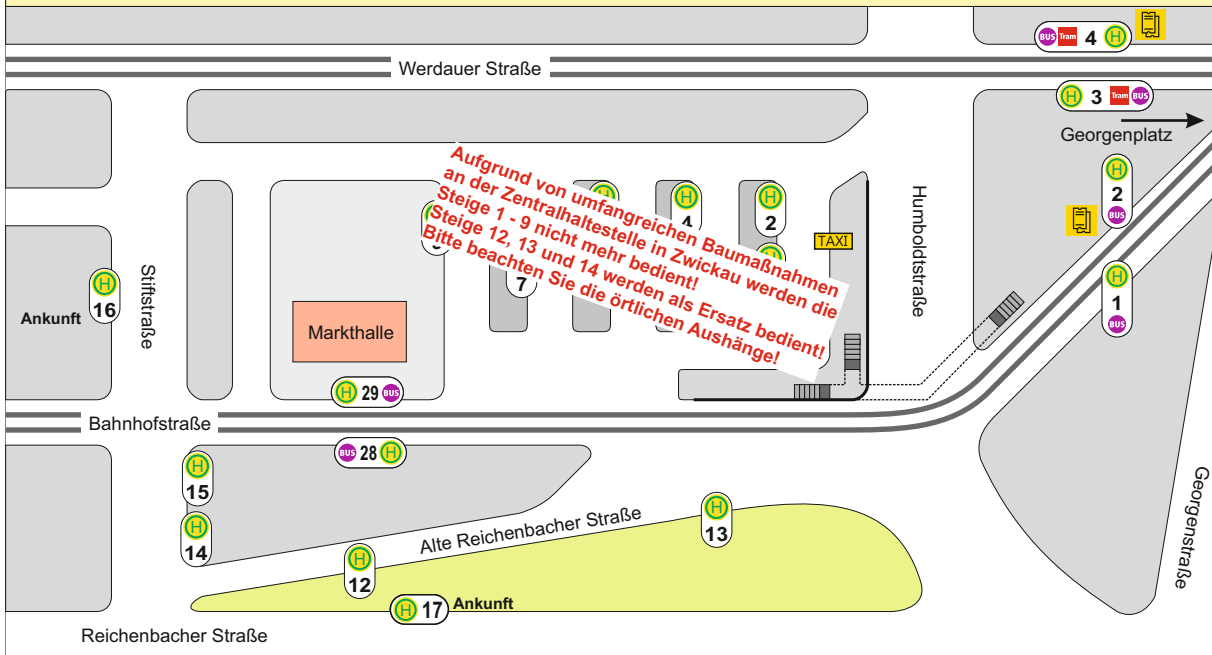 BUS Tram 4 H
Werdauer Straße
H 3 Tram BUS
Georgenplatz
H
2
BUS
H
1
BUS
Humboldtstraße
TAXI
H
4
H
2
H
7
Aufgrund von umfangreichen Baumaßnahmen
an der Zentralhaltestelle in Zwickau werden die
Steige 1 - 9 nicht mehr bedient!
Steige 12, 13 und 14 werden als Ersatz bedient!
Bitte beachten Sie die örtlichen Aushänge!
Stiftstraße
H
16
Ankunft
Markthalle
H 29 BUS
Bahnhofstraße
BUS 28 H
H
15
H
14
Alte Reichenbacher Straße
H
13
H
12
H 17 Ankunft
Georgenstraße
Reichenbacher Straße